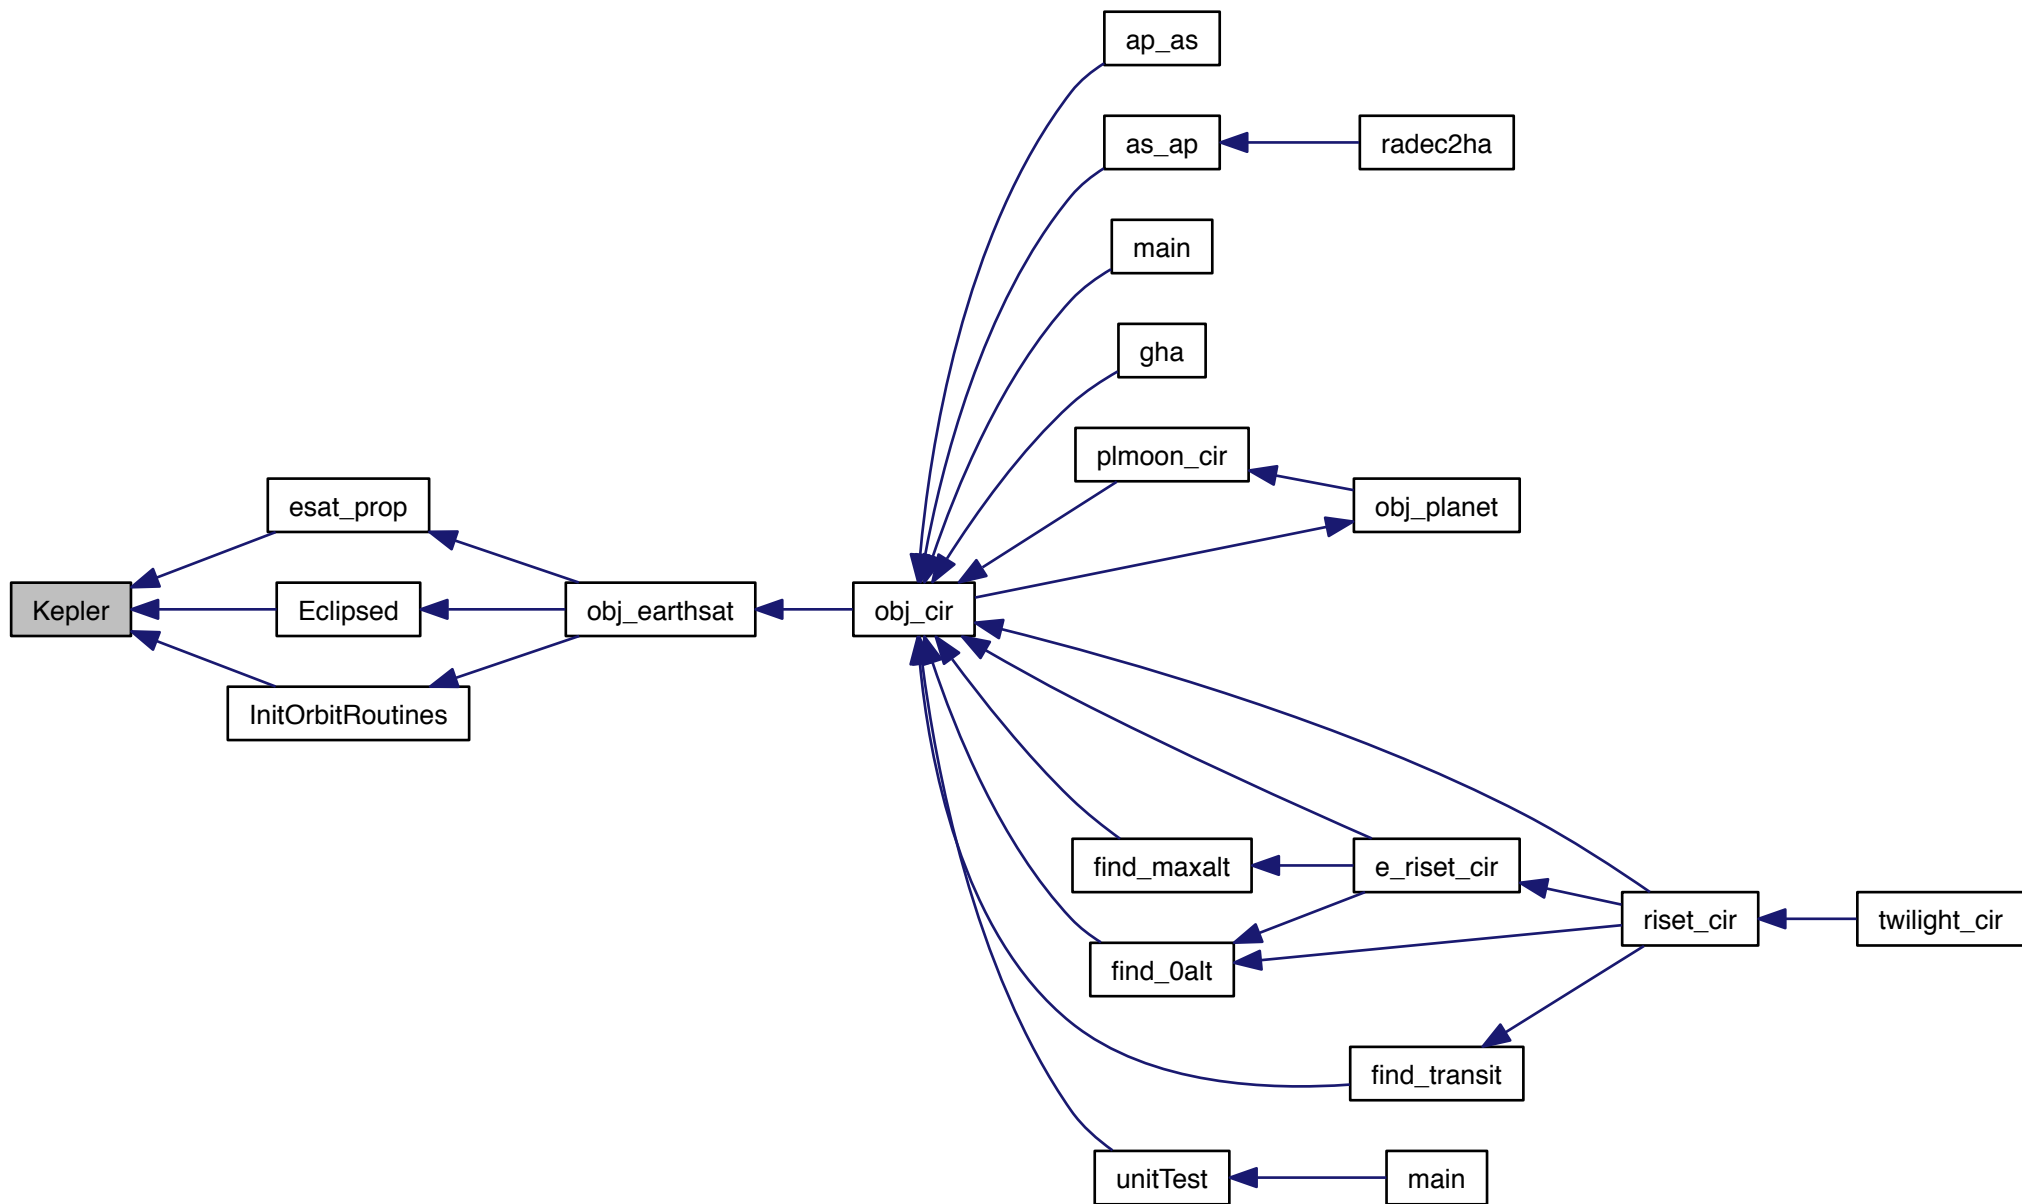 ap_as
as_ap
radec2ha
main
gha
plmoon_cir
esat_prop
obj_planet
Kepler
Eclipsed
obj_earthsat
obj_cir
InitOrbitRoutines
find_maxalt
e_riset_cir
riset_cir
twilight_cir
find_0alt
find_transit
unitTest
main